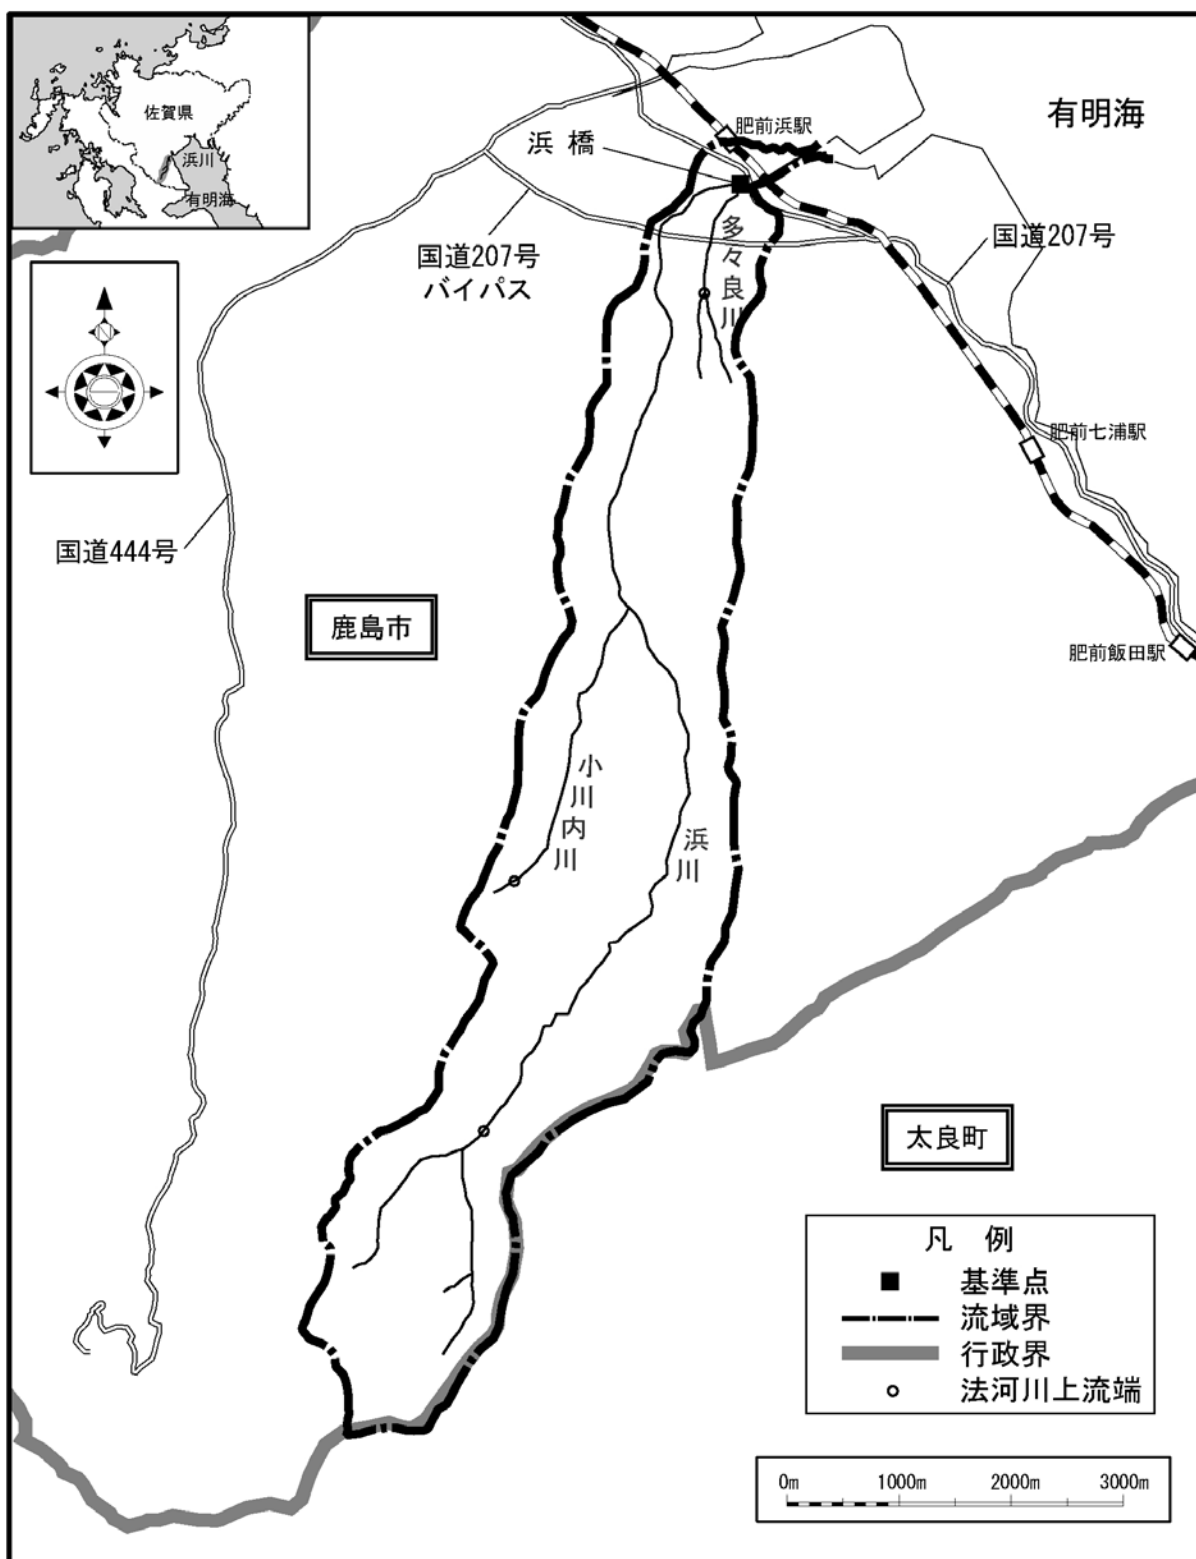 佐賀県
浜川
有明海
有明海
肥前浜駅
浜橋
国道207号
バイパス
多々良川
国道207号
N
肥前七浦駅
国道444号
鹿島市
肥前飯田駅
小川内川
浜川
太良町
凡 例
基準点
流域界
行政界
法河川上流端
0m 1000m 2000m 3000m